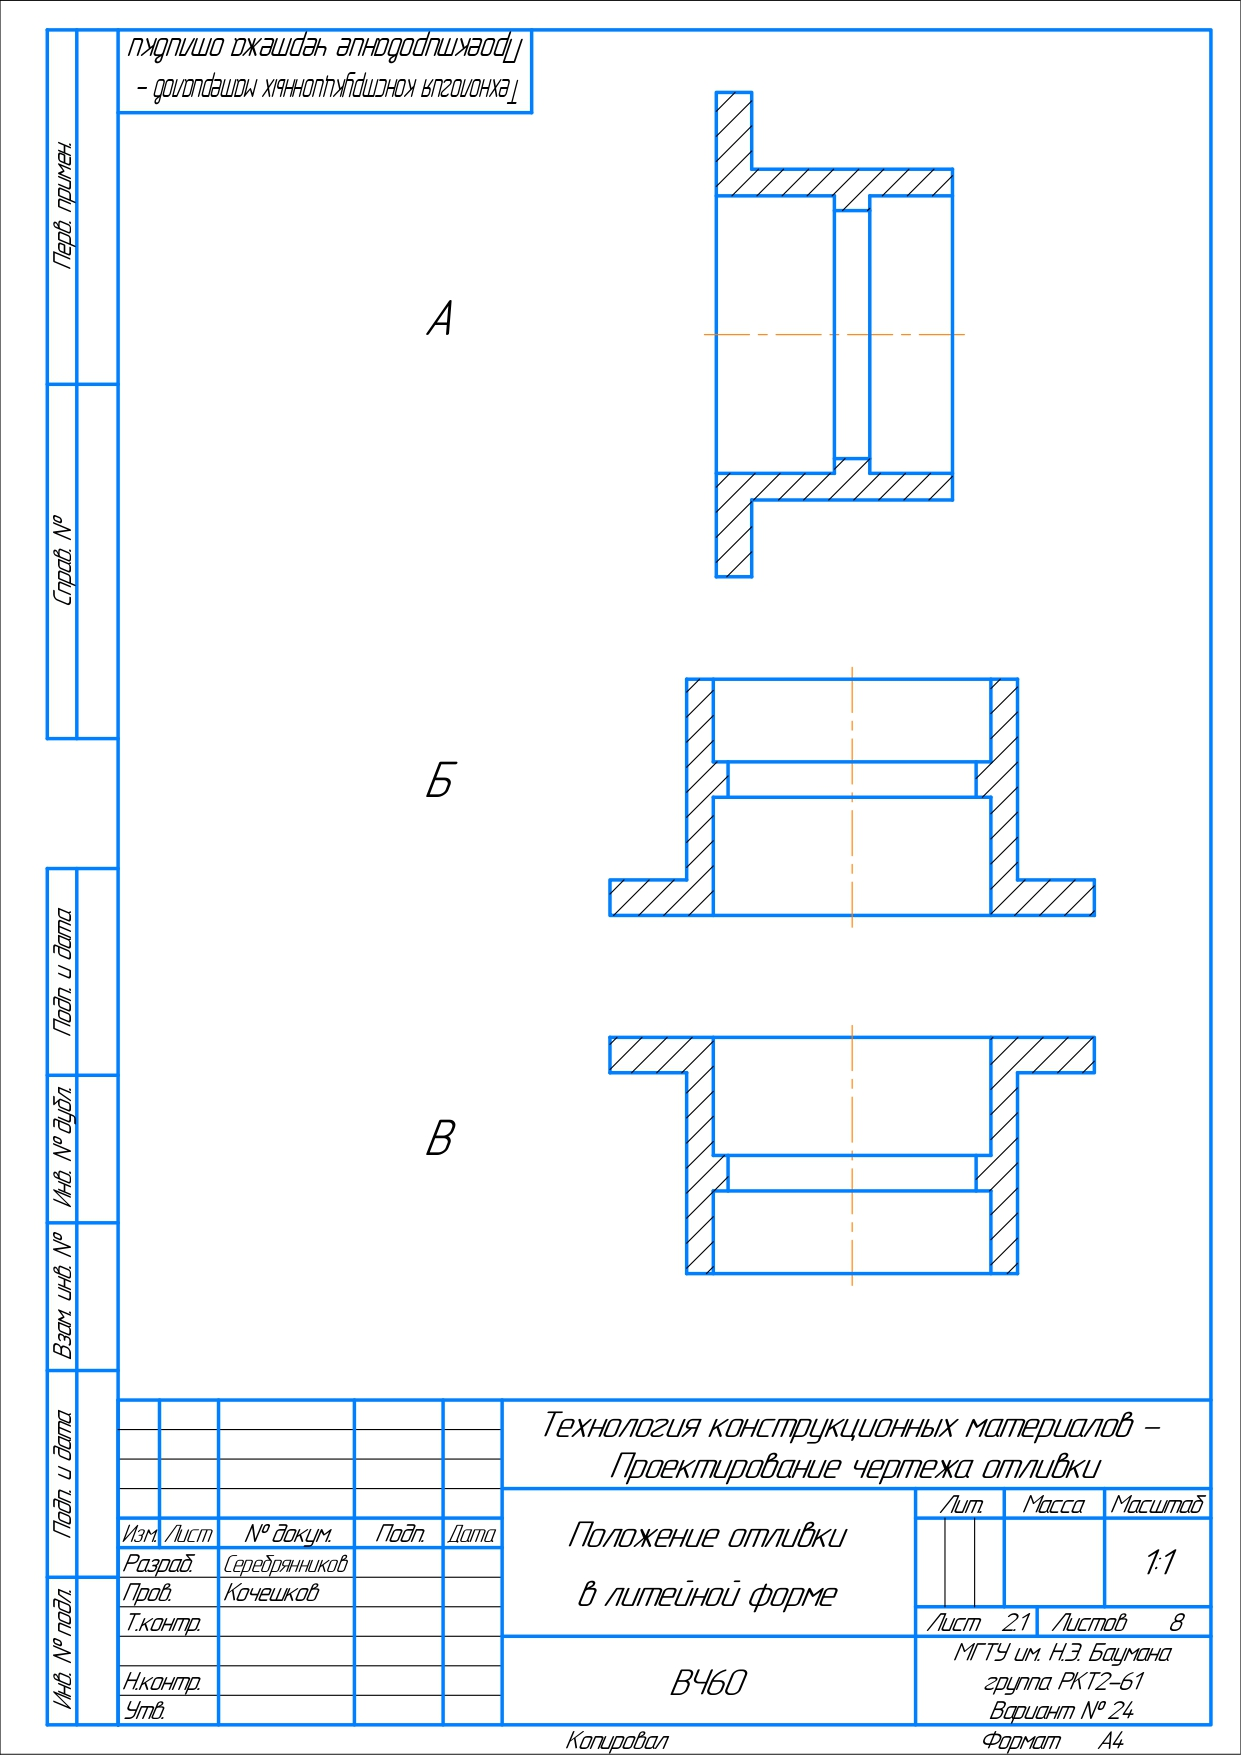 Технология конструкционных материалов –
Проектирование чертежа отливки
Перв. примен.
Справ. №
А
Б
В
Подп. и дата
Инв. № дубл.
Взам. инв. №
Подп. и дата
Инв. № подл.
Технология конструкционных материалов –
Проектирование чертежа отливки
Изм. Лист № докум. Подп. Дата
Разраб. Серебрянников
Пров. Кочешков
Т.контр.
Н.контр.
Утв.
Положение отливки
в литейной форме
ВЧ60
Лит. Масса Масштаб
1:1
Лист 2.1 Листов 8
МГТУ им. Н.Э. Баумана
группа РКТ2-61
Вариант № 24
Копировал Формат А4